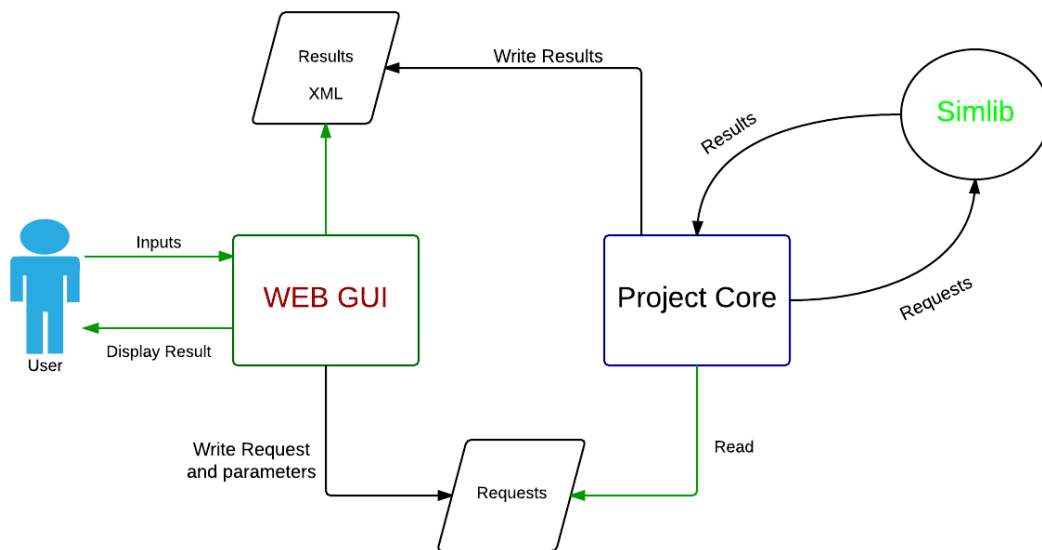 Results
XML
Write Results
Simlib
Results
Inputs
WEB GUI
Project Core
Requests
Display Result
User
Write Request
and parameters
Read
Requests